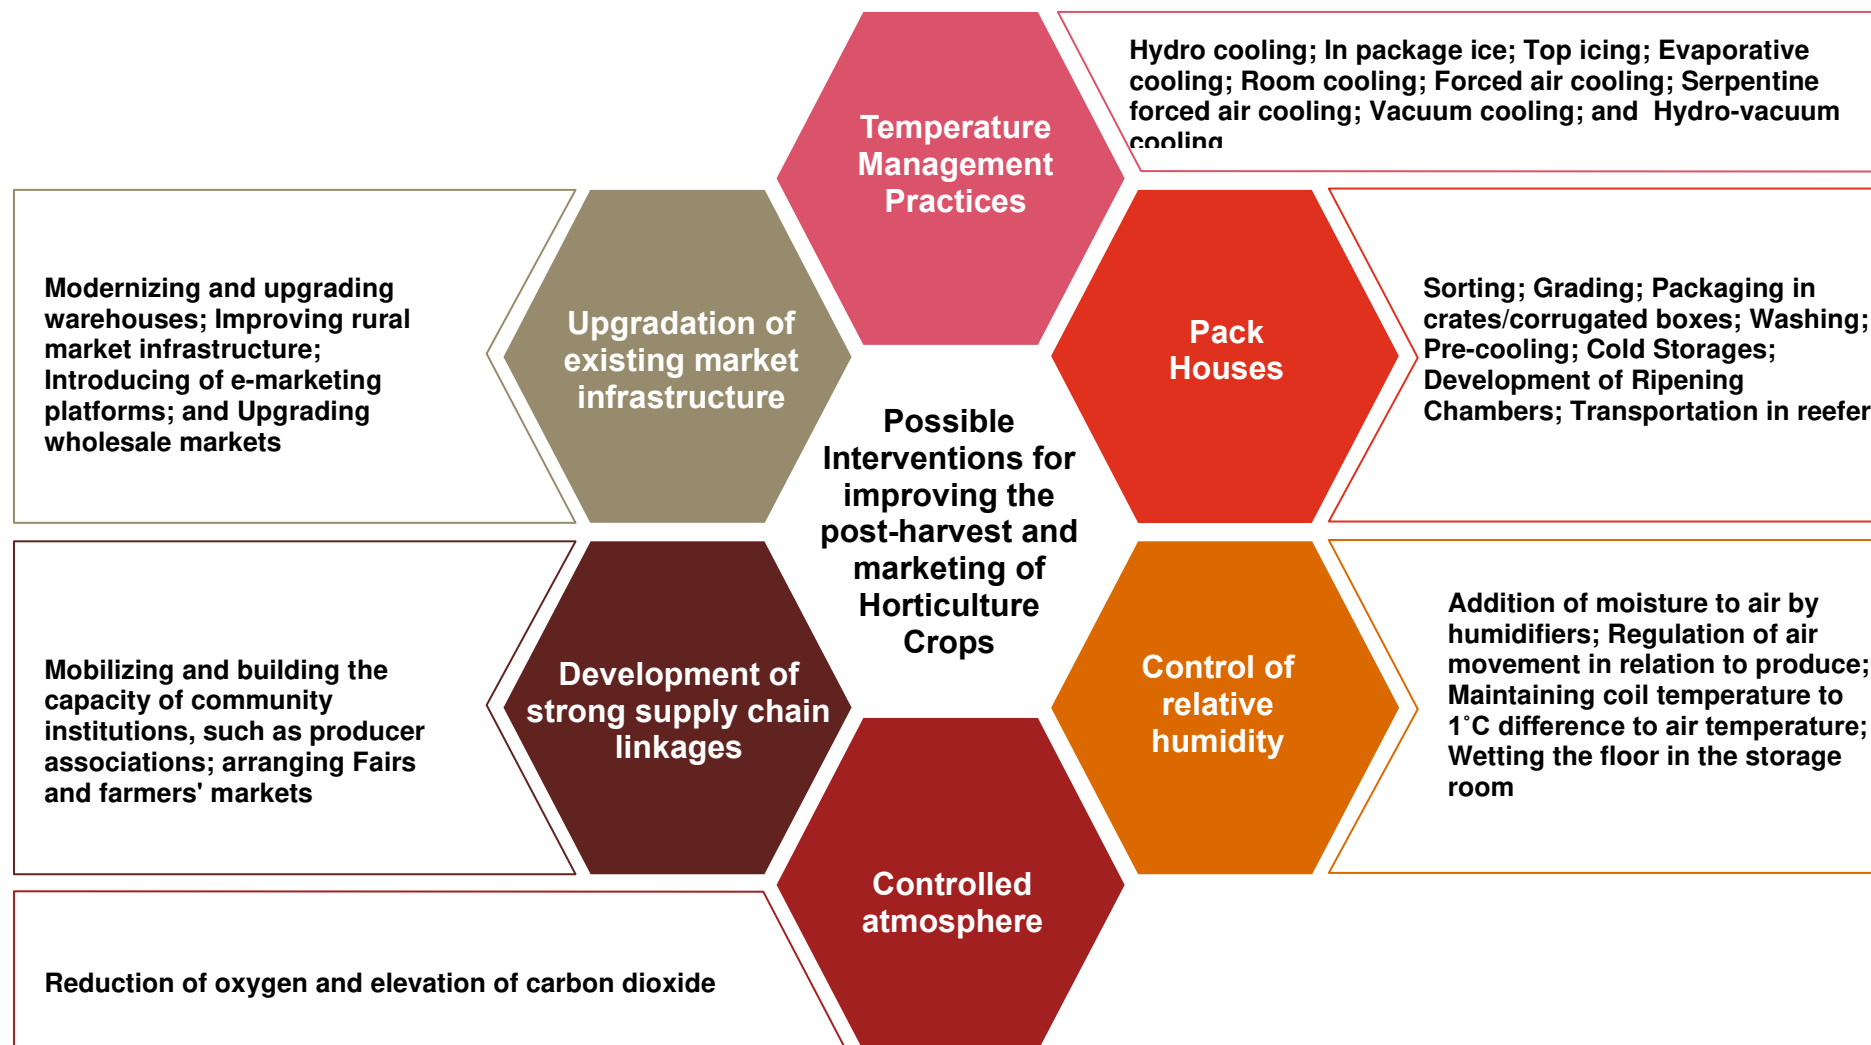 Hydro cooling; In package ice; Top icing; Evaporative
cooling; Room cooling; Forced air cooling; Serpentine
forced air cooling; Vacuum cooling; and  Hydro-vacuum
cooling
Temperature
Management
Practices
Modernizing and upgrading
warehouses; Improving rural
market infrastructure;
Introducing of e-marketing
platforms; and Upgrading
wholesale markets
Upgradation of
existing market
infrastructure
Pack
Houses
Sorting; Grading; Packaging in
crates/corrugated boxes; Washing;
Pre-cooling; Cold Storages;
Development of Ripening
Chambers; Transportation in reefer
Possible
Interventions for
improving the
post-harvest and
marketing of
Horticulture
Crops
Mobilizing and building the
capacity of community
institutions, such as producer
associations; arranging Fairs
and farmers' markets
Development of
strong supply chain
linkages
Control of
relative
humidity
Addition of moisture to air by
humidifiers; Regulation of air
movement in relation to produce;
Maintaining coil temperature to
1˚C difference to air temperature;
Wetting the floor in the storage
room
Controlled
atmosphere
Reduction of oxygen and elevation of carbon dioxide